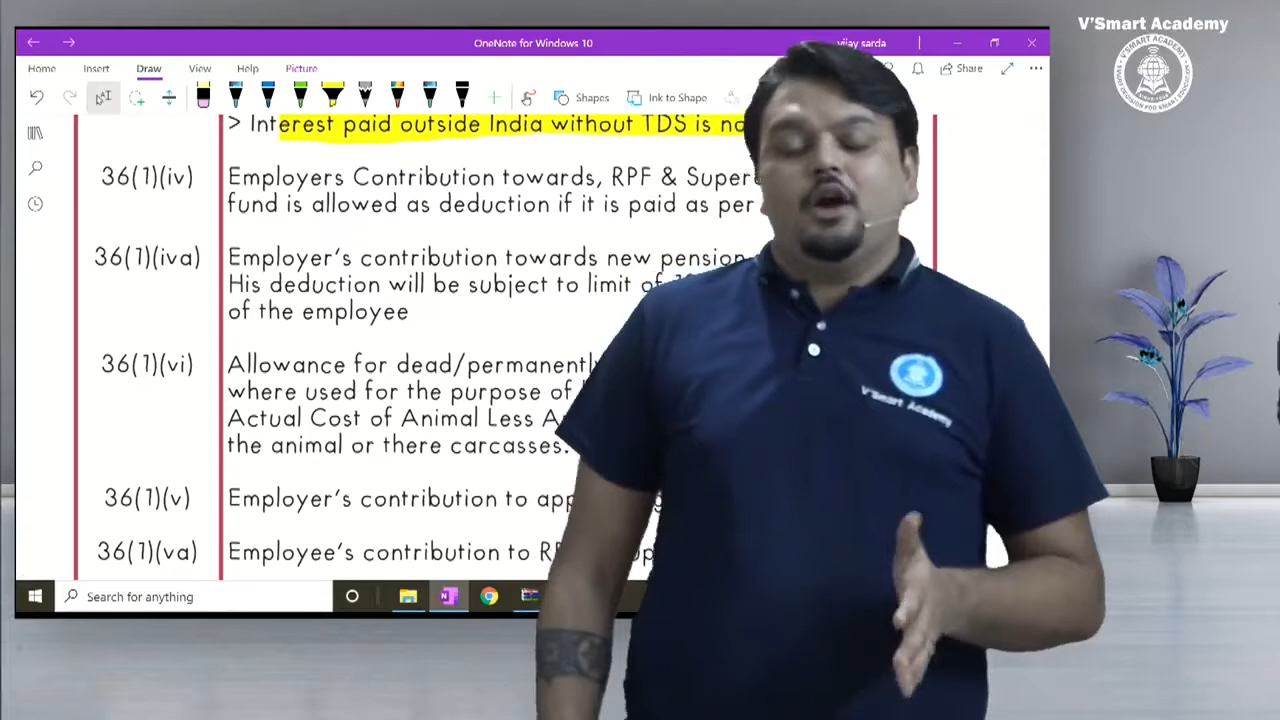 V'Smart Academy
OneNote for Windows 10
vijay sarda
Home
Insert
Draw
View
Help
Picture
Share
Shapes
Ink to Shape
> Interest paid outside India without TDS is
36(1)(iv)
Employers Contribution towards, RPF &
fund is allowed as deduction if it is paid as per
36(1)(iva)
Employer's contribution towards new pension
His deduction will be subject to limit of
of the employee
36(1)(vi)
Allowance for dead/permanently
where used for the purpose of
Actual Cost of Animal Less
the animal or there carcasses.
36(1)(v)
Employer's contribution to
36(1)(va)
Employee's contribution to
Search for anything
V'Smart Academy